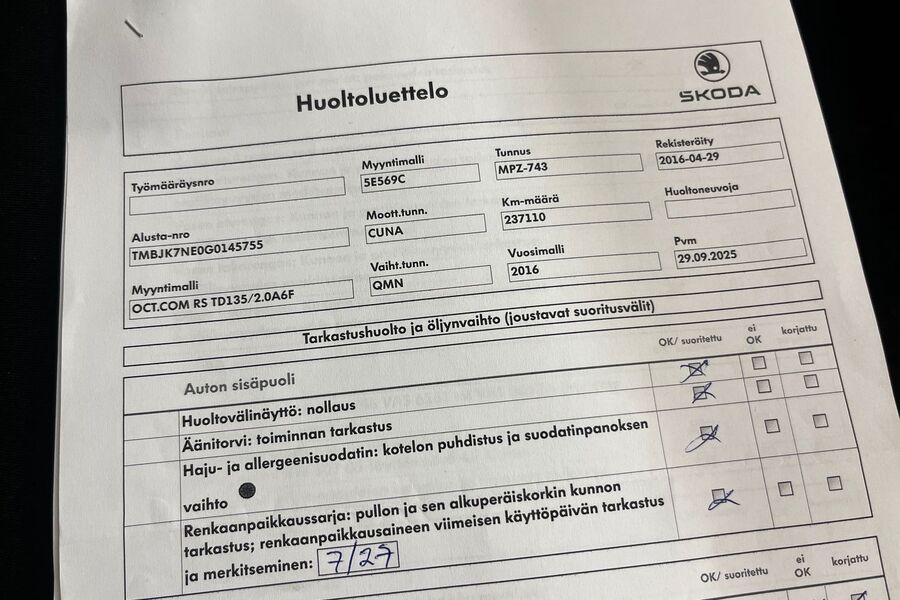 Huoltoluettelo
ŠKODA
Työmääräysnro
Myyntimalli
5E569C
Tunnus
MPZ-743
Rekisteröity
2016-04-29
Alusta-nro
TMBJK7NE0G0145755
Moott.tunn.
CUNA
Km-määrä
237110
Huoltoneuvoja
Myyntimalli
OCT.COM RS TD135/2.0A6F
Vaiht.tunn.
QMN
Vuosimalli
2016
Pvm
29.09.2025
Tarkastushuolto ja öljynvaihto (joustavat suoritusvälit)
Auton sisäpuoli
OK/ suoritettu
ei
OK
korjattu
Huoltovälinäyttö: nollaus
Äänitorvi: toiminnan tarkastus
Haju- ja allergeenisuodatin: kotelon puhdistus ja suodatinpanoksen
vaihto
Renkaanpaikkaussarja: pullon ja sen alkuperäiskorkin kunnon
tarkastus; renkaanpaikkausaineen viimeisen käyttöpäivän tarkastus
ja merkitseminen: 7/27
OK/ suoritettu
ei
OK
korjattu